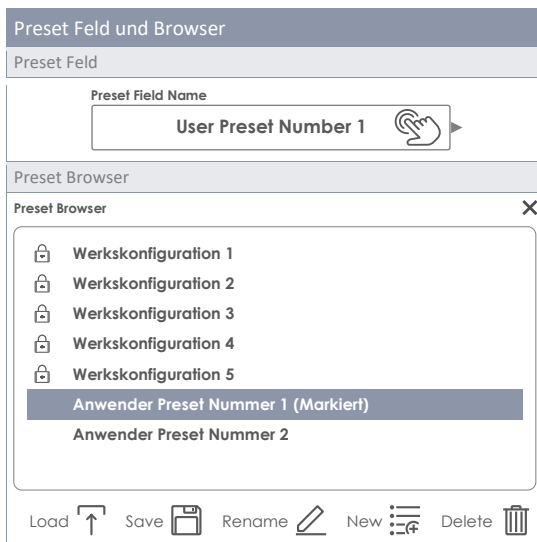 Preset Feld und Browser
Preset Feld
Preset Field Name
User Preset Number 1
Preset Browser
Preset Browser
Werkskonfiguration 1
Werkskonfiguration 2
Werkskonfiguration 3
Werkskonfiguration 4
Werkskonfiguration 5
Anwender Preset Nummer 1 (Markiert)
Anwender Preset Nummer 2
Load Save Rename New Delete